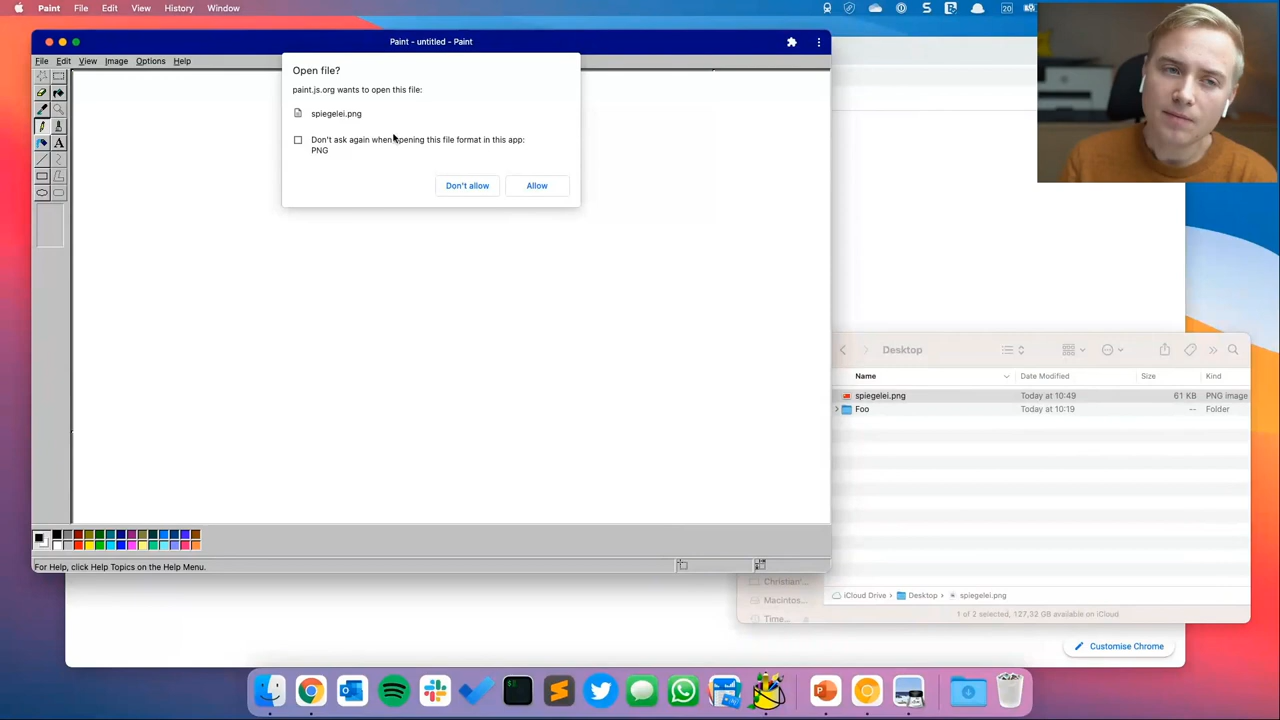 Paint File Edit View History Window
20
Paint - untitled - Paint
File Edit View Image Options Help
Open file?
paint.js.org wants to open this file:
spiegelei.png
Don't ask again when opening this file format in this app:
PNG
Don't allow Allow
A
Desktop
Name Date Modified Size Kind
spiegelei.png Today at 10:49 61 KB PNG image
Foo Today at 10:19 -- Folder
For Help, click Help Topics on the Help Menu.
Christian'...
Macintos...
Time...
iCloud Drive › Desktop › spiegelei.png
1 of 2 selected, 127,32 GB available on iCloud
Customise Chrome